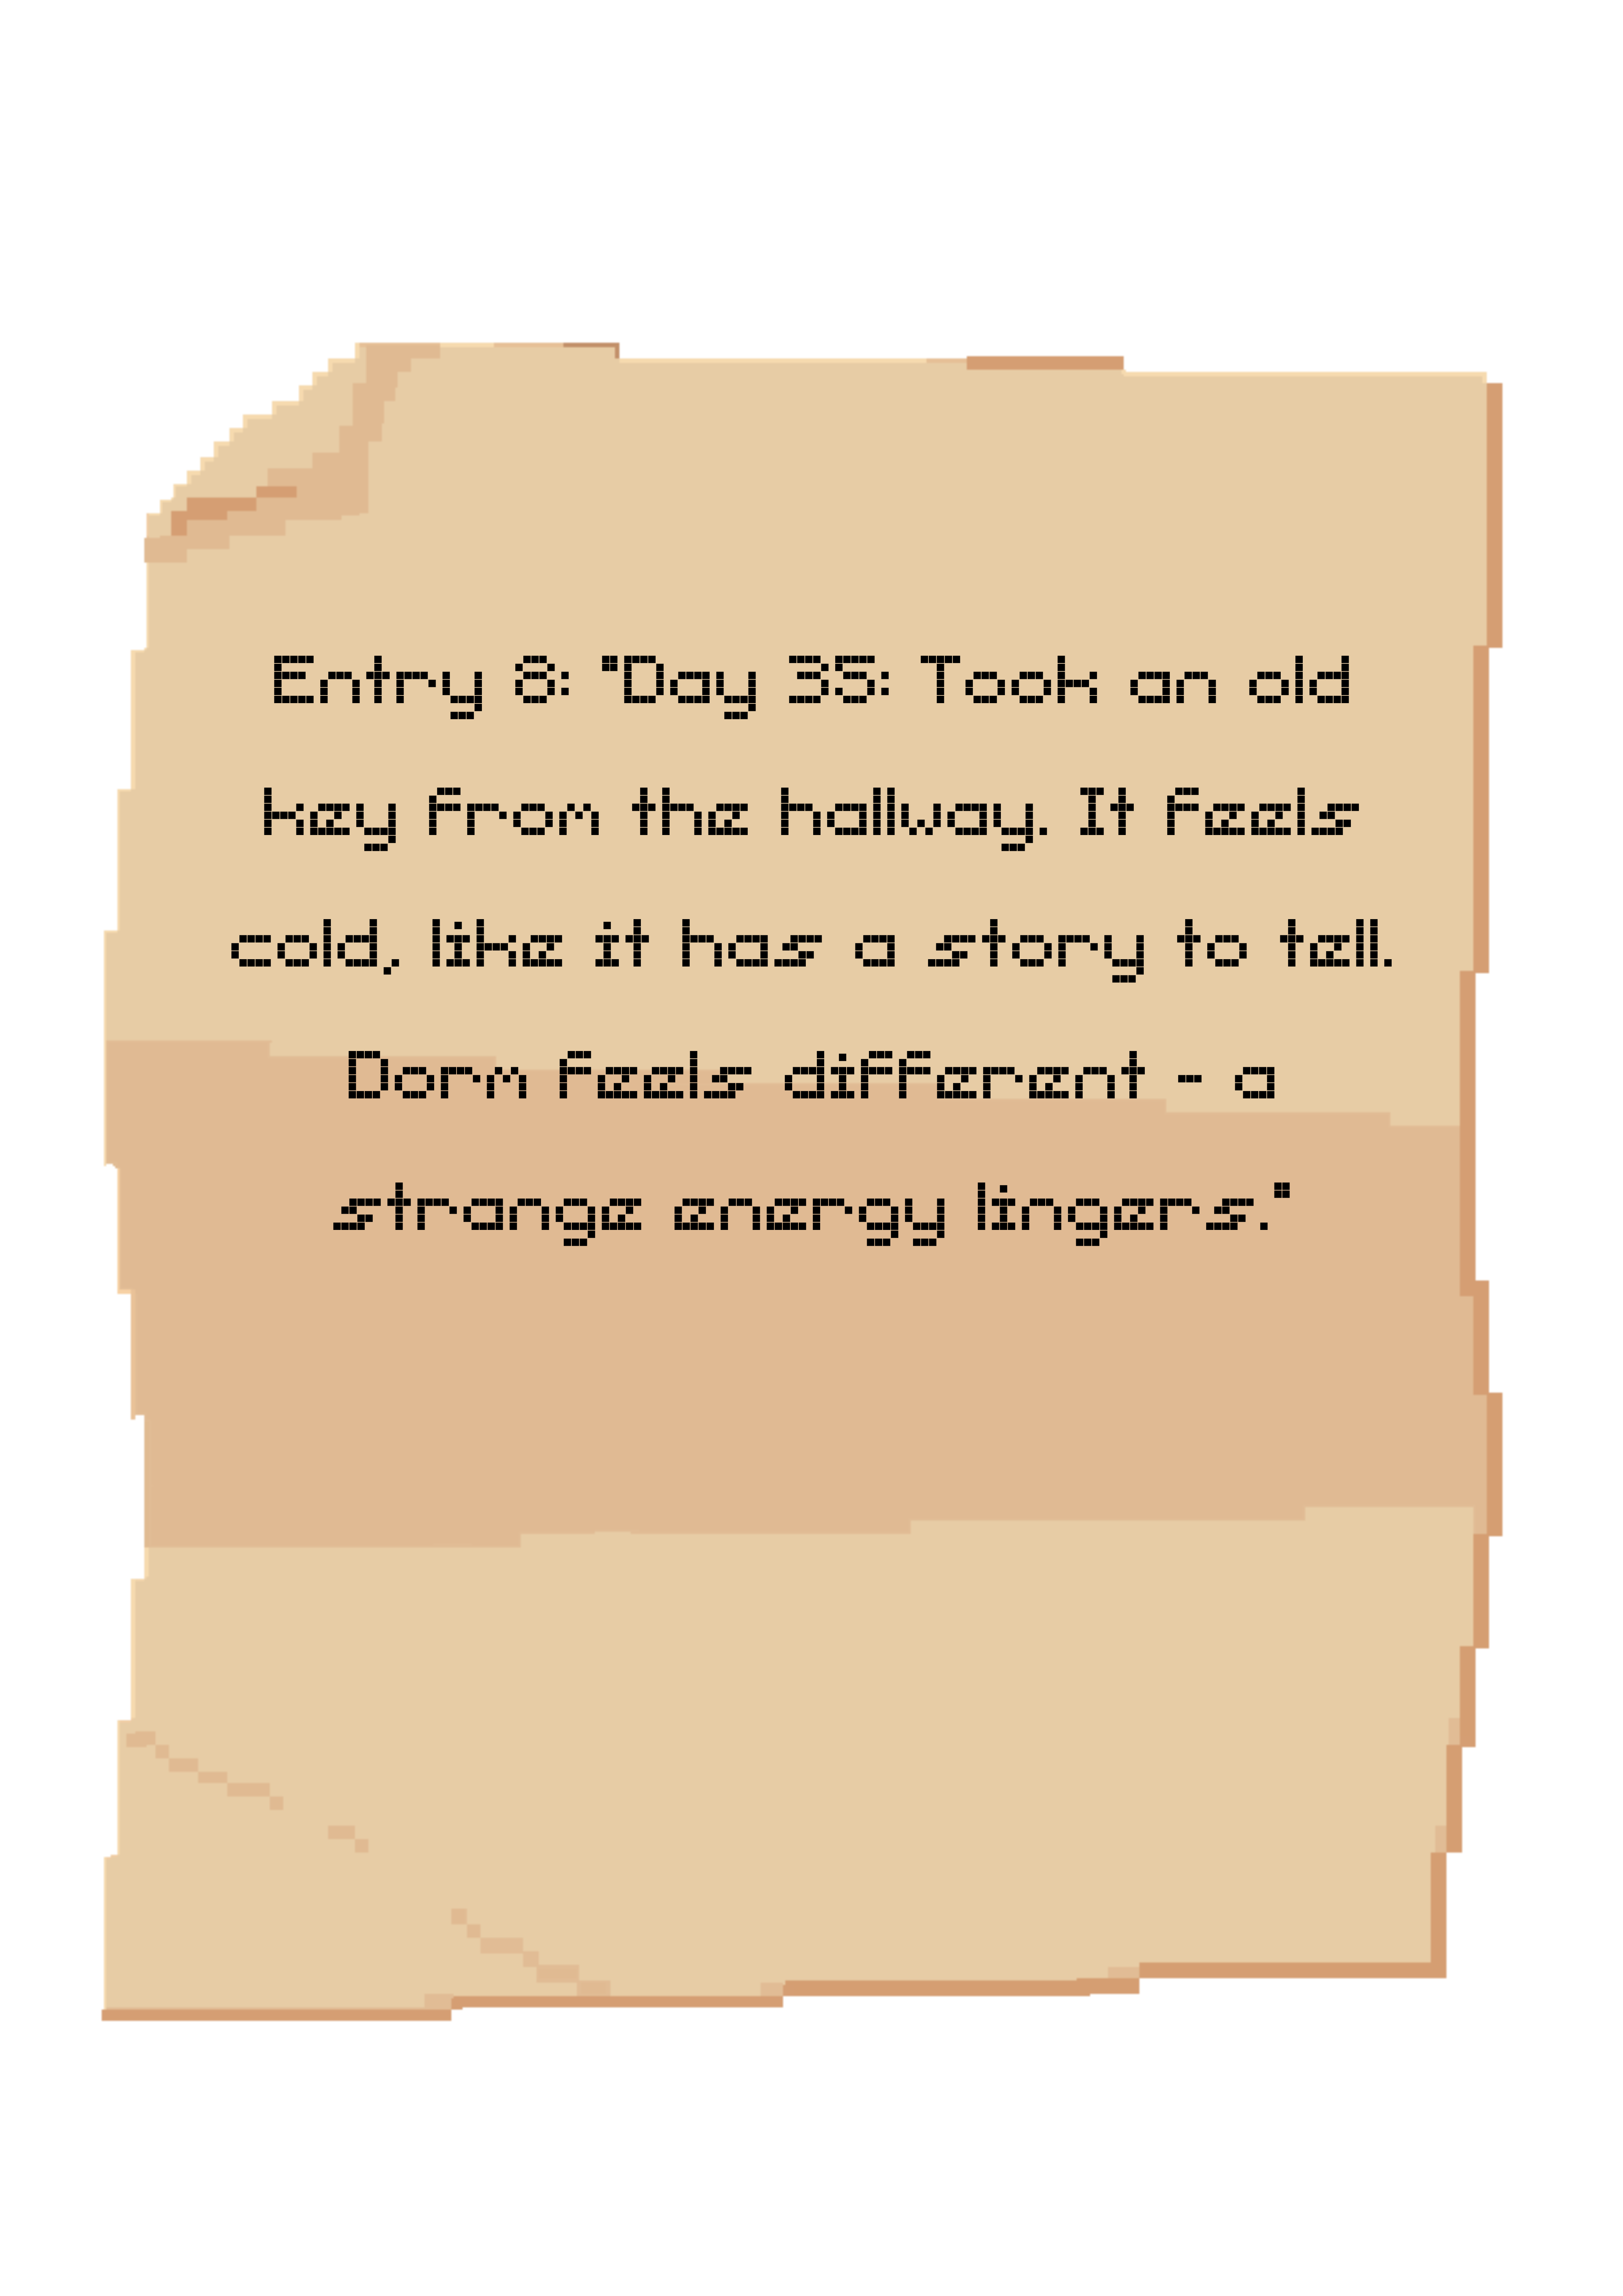 Entry 8: "Day 35: Took an old
key from the hallway. It feels
cold, like it has a story to tell.
Dorm feels different - a
strange energy lingers."